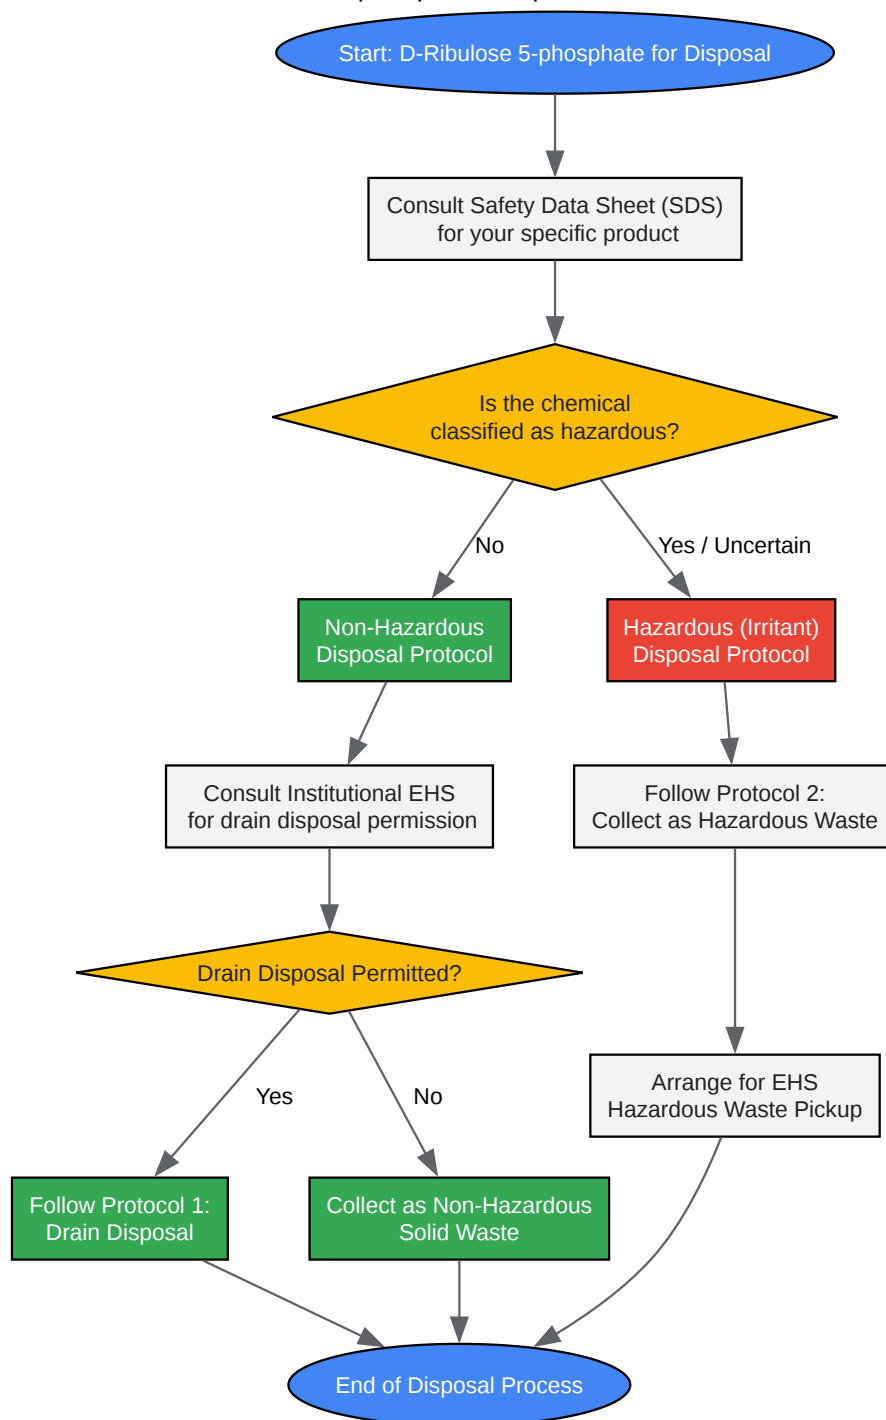 Start: D-Ribulose 5-phosphate for Disposal
Consult Safety Data Sheet (SDS)
for your specific product
Is the chemical
classified as hazardous?
No
Yes / Uncertain
Non-Hazardous
Disposal Protocol
Hazardous (Irritant)
Disposal Protocol
Consult Institutional EHS
for drain disposal permission
Follow Protocol 2:
Collect as Hazardous Waste
Drain Disposal Permitted?
Yes
No
Arrange for EHS
Hazardous Waste Pickup
Follow Protocol 1:
Drain Disposal
Collect as Non-Hazardous
Solid Waste
End of Disposal Process